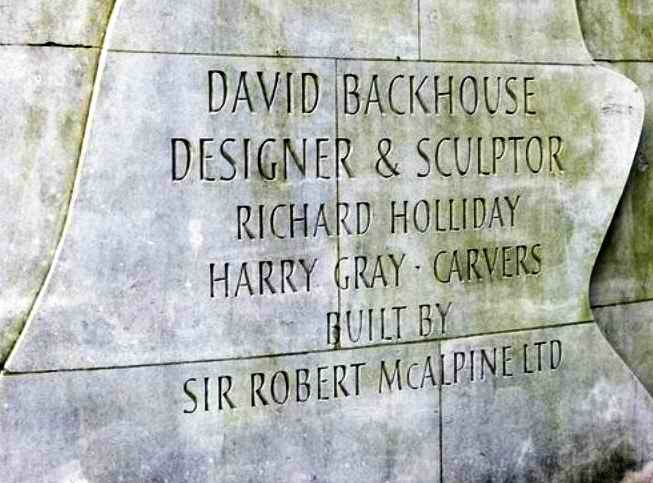 DAVID BACKHOUSE
DESIGNER & SCULPTOR
RICHARD HOLLIDAY
HARRY GRAY · CARVERS
BUILT BY
SIR ROBERT McALPINE LTD